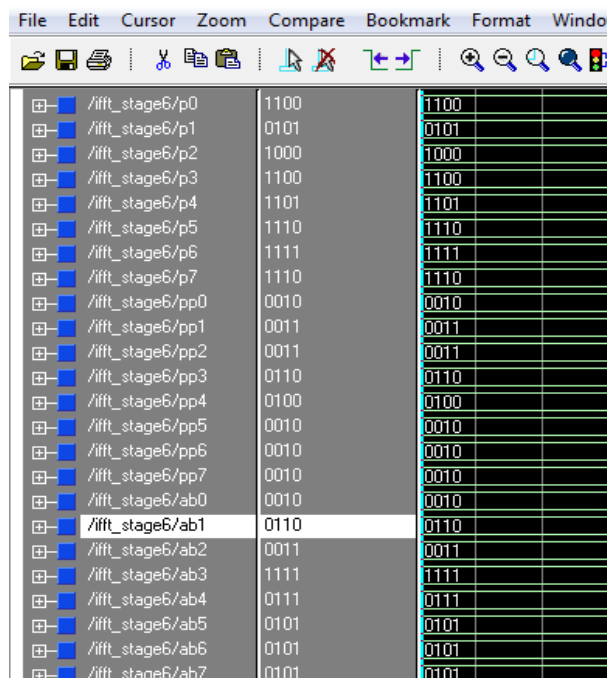 File Edit Cursor Zoom Compare Bookmark Format Windo
/ifft_stage6/p0 1100 1100
/ifft_stage6/p1 0101 0101
/ifft_stage6/p2 1000 1000
/ifft_stage6/p3 1100 1100
/ifft_stage6/p4 1101 1101
/ifft_stage6/p5 1110 1110
/ifft_stage6/p6 1111 1111
/ifft_stage6/p7 1110 1110
/ifft_stage6/pp0 0010 0010
/ifft_stage6/pp1 0011 0011
/ifft_stage6/pp2 0011 0011
/ifft_stage6/pp3 0110 0110
/ifft_stage6/pp4 0100 0100
/ifft_stage6/pp5 0010 0010
/ifft_stage6/pp6 0010 0010
/ifft_stage6/pp7 0010 0010
/ifft_stage6/ab0 0010 0010
/ifft_stage6/ab1 0110 0110
/ifft_stage6/ab2 0011 0011
/ifft_stage6/ab3 1111 1111
/ifft_stage6/ab4 0111 0111
/ifft_stage6/ab5 0101 0101
/ifft_stage6/ab6 0101 0101
/ifft_stage6/ab7 0101 0101